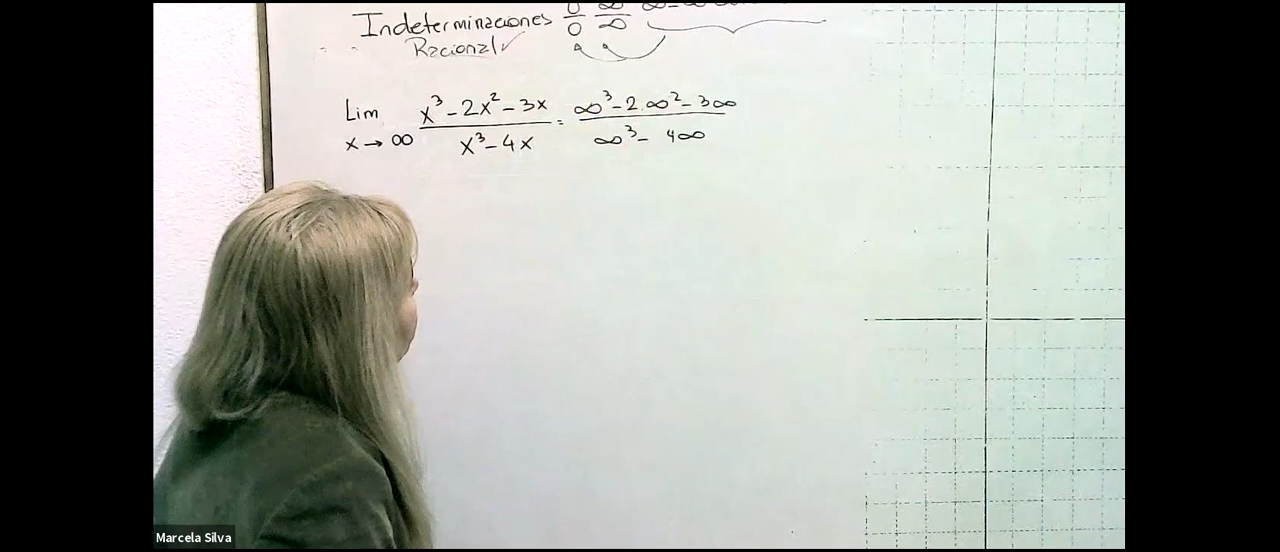 Indeterminaciones 0/0 ∞/∞ ∞-∞
Racional ✓
Lim x→∞ (x³ - 2x² - 3x)/(x³ - 4x) = (∞³ - 2.∞² - 3∞)/(∞³ - 4∞)
Marcela Silva